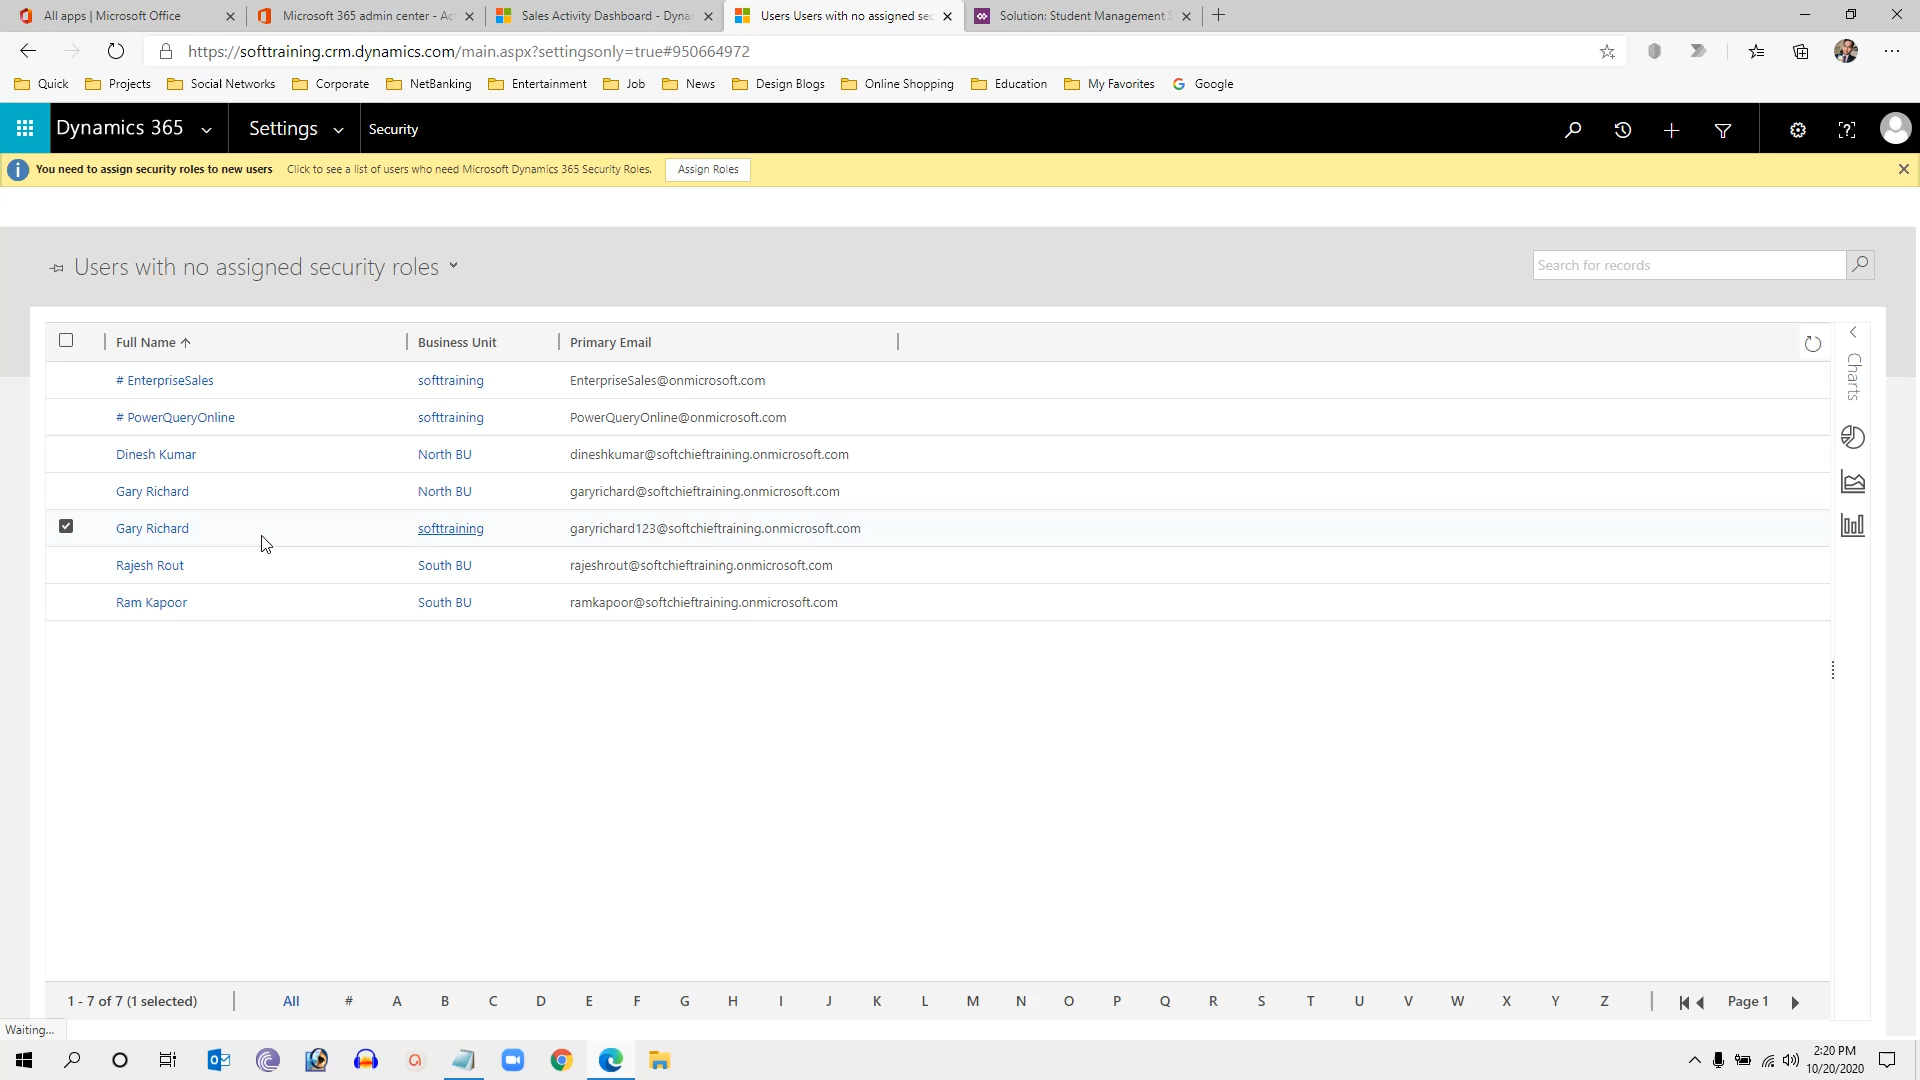 All apps | Microsoft Office
Microsoft 365 admin center - Ac
Sales Activity Dashboard - Dyna
Users Users with no assigned sec
Solution: Student Management S
https://softtraining.crm.dynamics.com/main.aspx?settingsonly=true#950664972
Quick Projects Social Networks Corporate NetBanking Entertainment Job News Design Blogs Online Shopping Education My Favorites Google
Dynamics 365 Settings Security
You need to assign security roles to new users Click to see a list of users who need Microsoft Dynamics 365 Security Roles. Assign Roles
Users with no assigned security roles
Search for records
Full Name Business Unit Primary Email
# EnterpriseSales softtraining EnterpriseSales@onmicrosoft.com
# PowerQueryOnline softtraining PowerQueryOnline@onmicrosoft.com
Dinesh Kumar North BU dineshkumar@softchieftraining.onmicrosoft.com
Gary Richard North BU garyrichard@softchieftraining.onmicrosoft.com
Gary Richard softtraining garyrichard123@softchieftraining.onmicrosoft.com
Rajesh Rout South BU rajeshrout@softchieftraining.onmicrosoft.com
Ram Kapoor South BU ramkapoor@softchieftraining.onmicrosoft.com
Charts
1 - 7 of 7 (1 selected) All # A B C D E F G H I J K L M N O P Q R S T U V W X Y Z Page 1
Waiting...
2:20 PM
10/20/2020